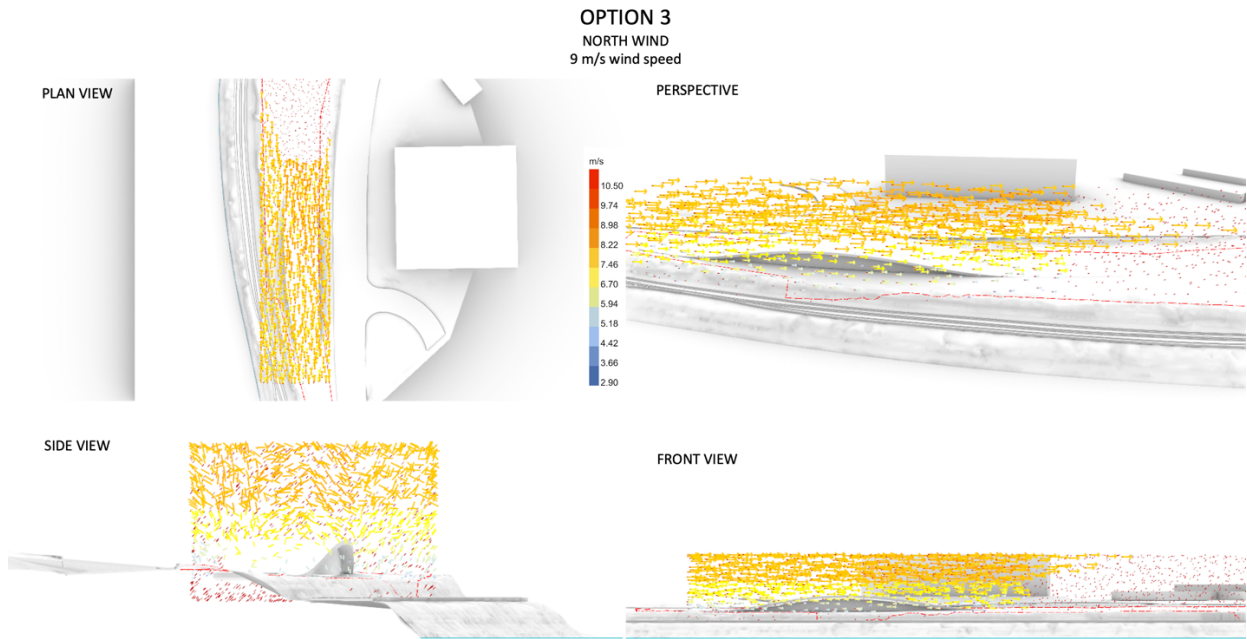 OPTION 3
NORTH WIND
9 m/s wind speed
PLAN VIEW
PERSPECTIVE
m/s
10.50
9.74
8.98
8.22
7.46
6.70
5.94
5.18
4.42
3.66
2.90
SIDE VIEW
FRONT VIEW